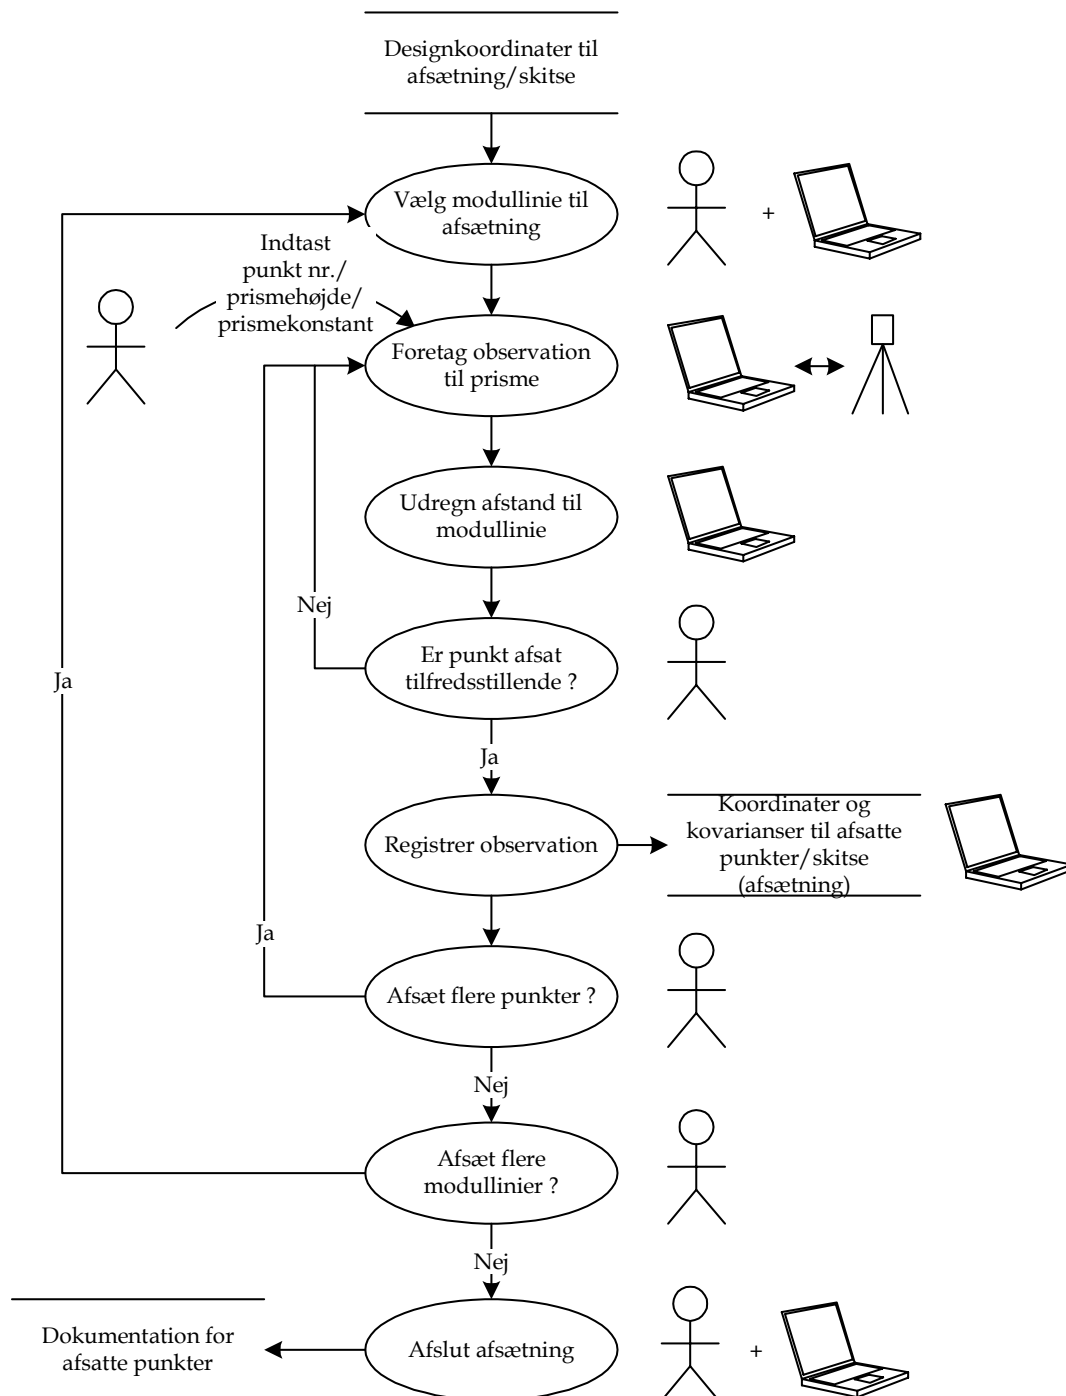 Designkoordinater til
afsætning/skitse
Vælg modullinie til
afsætning
+
Indtast
punkt nr./
prismehøjde/
prismekonstant
Foretag observation
til prisme
Udregn afstand til
modullinie
Nej
Er punkt afsat
tilfredsstillende ?
Ja
Ja
Registrer observation
Koordinater og
kovarianser til afsatte
punkter/skitse
(afsætning)
Ja
Afsæt flere punkter ?
Nej
Afsæt flere
modullinier ?
Nej
Dokumentation for
afsatte punkter
Afslut afsætning
+